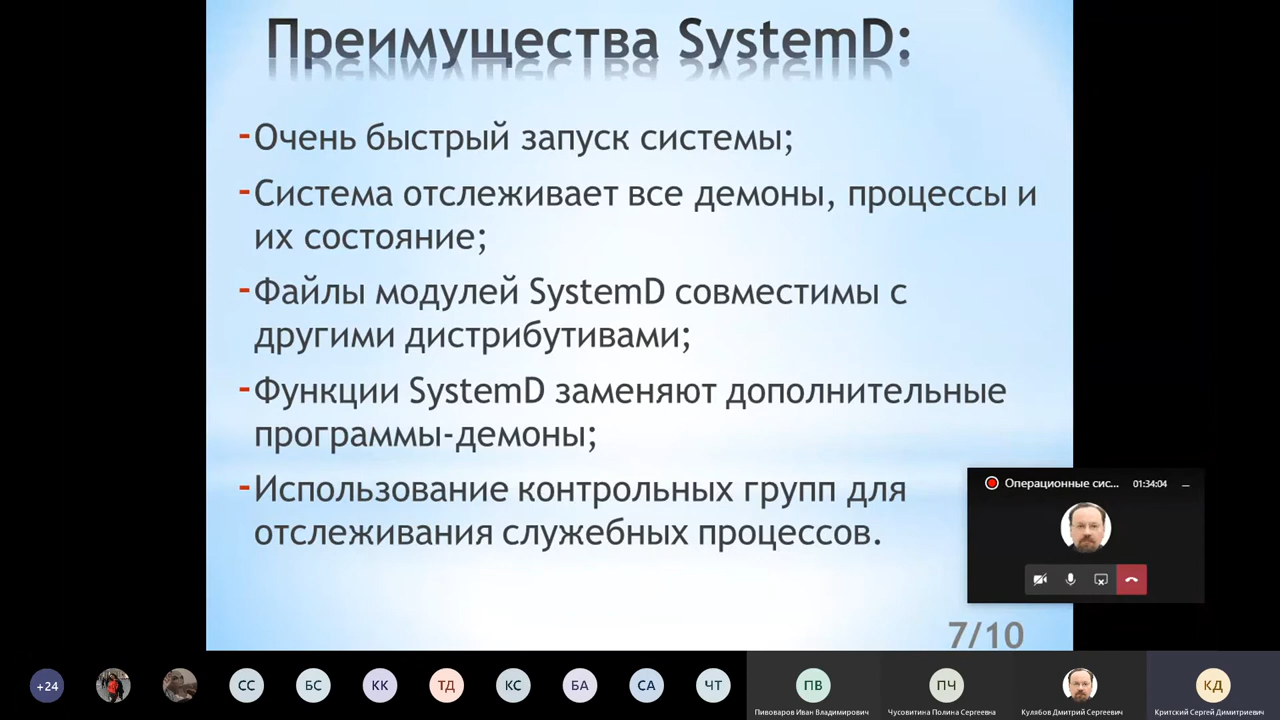 Преимущества SystemD:
-Очень быстрый запуск системы;
-Система отслеживает все демоны, процессы и
их состояние;
-Файлы модулей SystemD совместимы с
другими дистрибутивами;
-Функции SystemD заменяют дополнительные
программы-демоны;
-Использование контрольных групп для
отслеживания служебных процессов.
Операционные сис... 01:34:04
7/10
+24 СС БС КК ТД КС БА СА ЧТ ПВ ПЧ КД
Пивоваров Иван Владимирович Чусовитина Полина Сергеевна Кулябов Дмитрий Сергеевич Критский Сергей Димитриевич